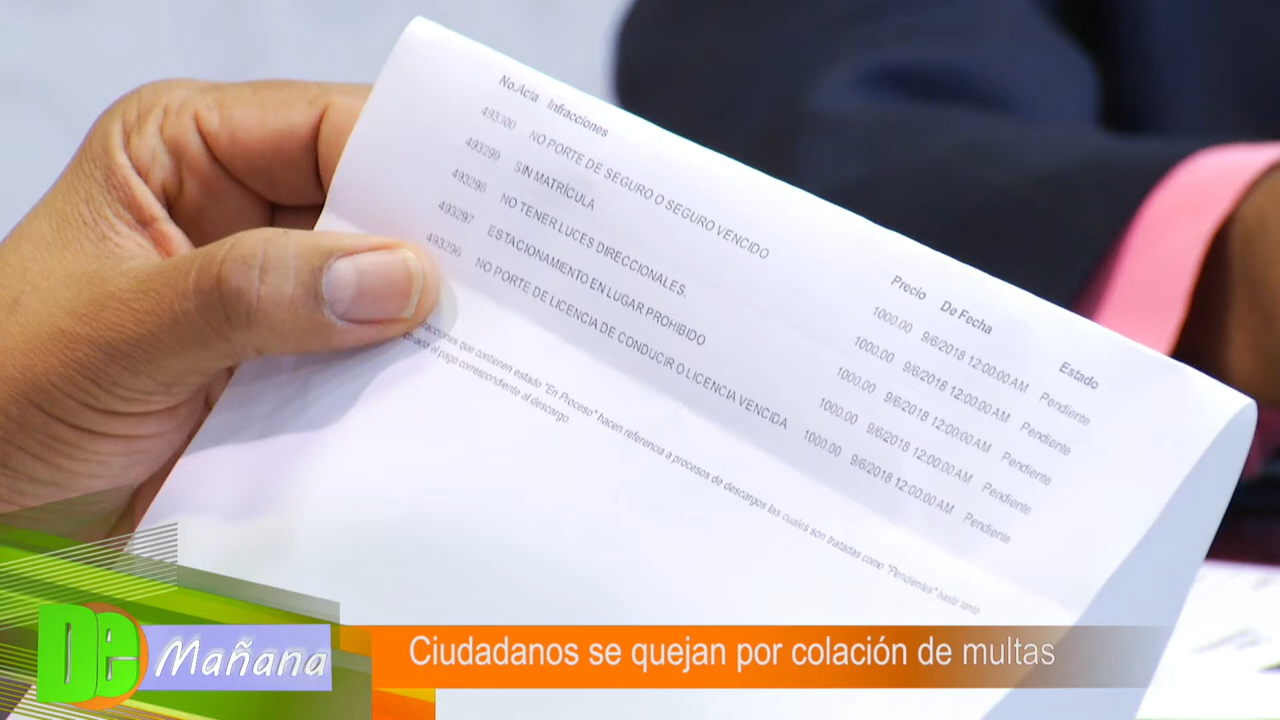 No.Acta Infracciones Precio De Fecha Estado
493300 NO PORTE DE SEGURO O SEGURO VENCIDO 1000.00 9/6/2018 12:00:00 AM Pendiente
493299 SIN MATRÍCULA 1000.00 9/6/2018 12:00:00 AM Pendiente
493298 NO TENER LUCES DIRECCIONALES. 1000.00 9/6/2018 12:00:00 AM Pendiente
493297 ESTACIONAMIENTO EN LUGAR PROHIBIDO 1000.00 9/6/2018 12:00:00 AM Pendiente
493296 NO PORTE DE LICENCIA DE CONDUCIR O LICENCIA VENCIDA 1000.00 9/6/2018 12:00:00 AM Pendiente
que contienen estado "En Proceso" hacen referencia a procesos de descargos las cuales son tratadas como "Pendientes" hasta tanto
el pago correspondiente al descargo.
De Mañana
Ciudadanos se quejan por colación de multas